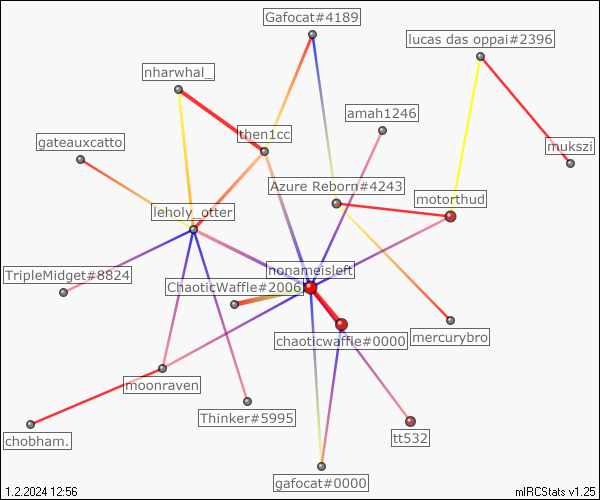 Gafocat#4189
lucas das oppai#2396
nharwhal_
amah1246
then1cc
gateauxcatto
mukszi
Azure Reborn#4243
motorthud
leholy_otter
nonameisleft
TripleMidget#8824
ChaoticWaffle#2006
chaoticwaffle#0000
mercurybro
moonraven
Thinker#5995
chobham.
tt532
gafocat#0000
1.2.2024 12:56
mIRCStats v1.25